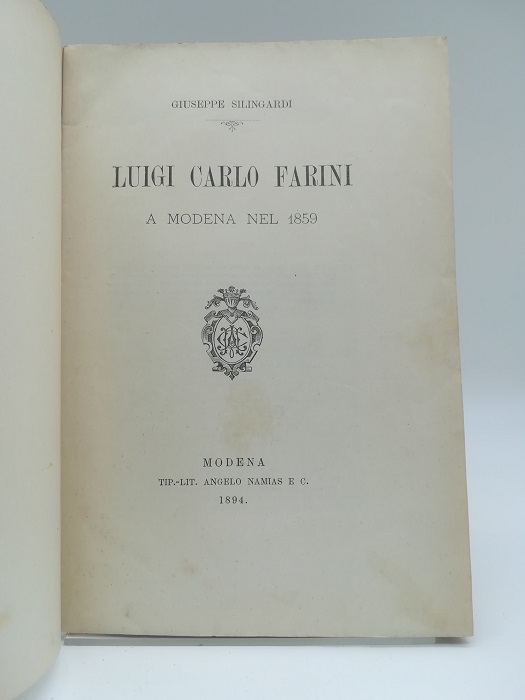 GIUSEPPE SILINGARDI
LUIGI CARLO FARINI
A MODENA NEL 1859
MODENA
TIP.-LIT. ANGELO NAMIAS E C.
1894.